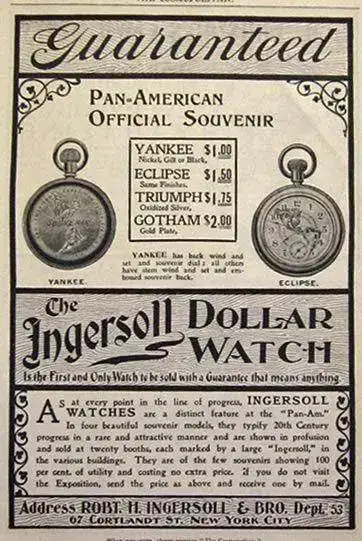 THE COSMOPOLITAN.
Guaranteed
PAN-AMERICAN
OFFICIAL SOUVENIR
YANKEE $1.00
Nickel, Gilt or Black,
ECLIPSE $1.50
Same Finishes,
TRIUMPH $1.75
Oxidized Silver,
GOTHAM $2.00
Gold Plate,
YANKEE has back wind and
set and souvenir dial; all others
have stem wind and set and em-
bossed souvenir back.
YANKEE.
ECLIPSE.
The
Ingersoll DOLLAR
WATCH
Is the First and Only Watch to be sold with a Guarantee that means anything.
AS at every point in the line of progress, INGERSOLL
WATCHES are a distinct feature at the "Pan-Am."
In four beautiful souvenir models, they typify 20th Century
progress in a rare and attractive manner and are shown in profusion
and sold at twenty booths, each marked by a large "Ingersoll," in
the various buildings. They are of the few souvenirs showing 100
per cent. of utility and costing no extra price. If you do not visit
the Exposition, send the price as above and receive one by mail.
Address ROBT. H. INGERSOLL & BRO. Dept. 53
67 CORTLANDT ST. NEW YORK CITY